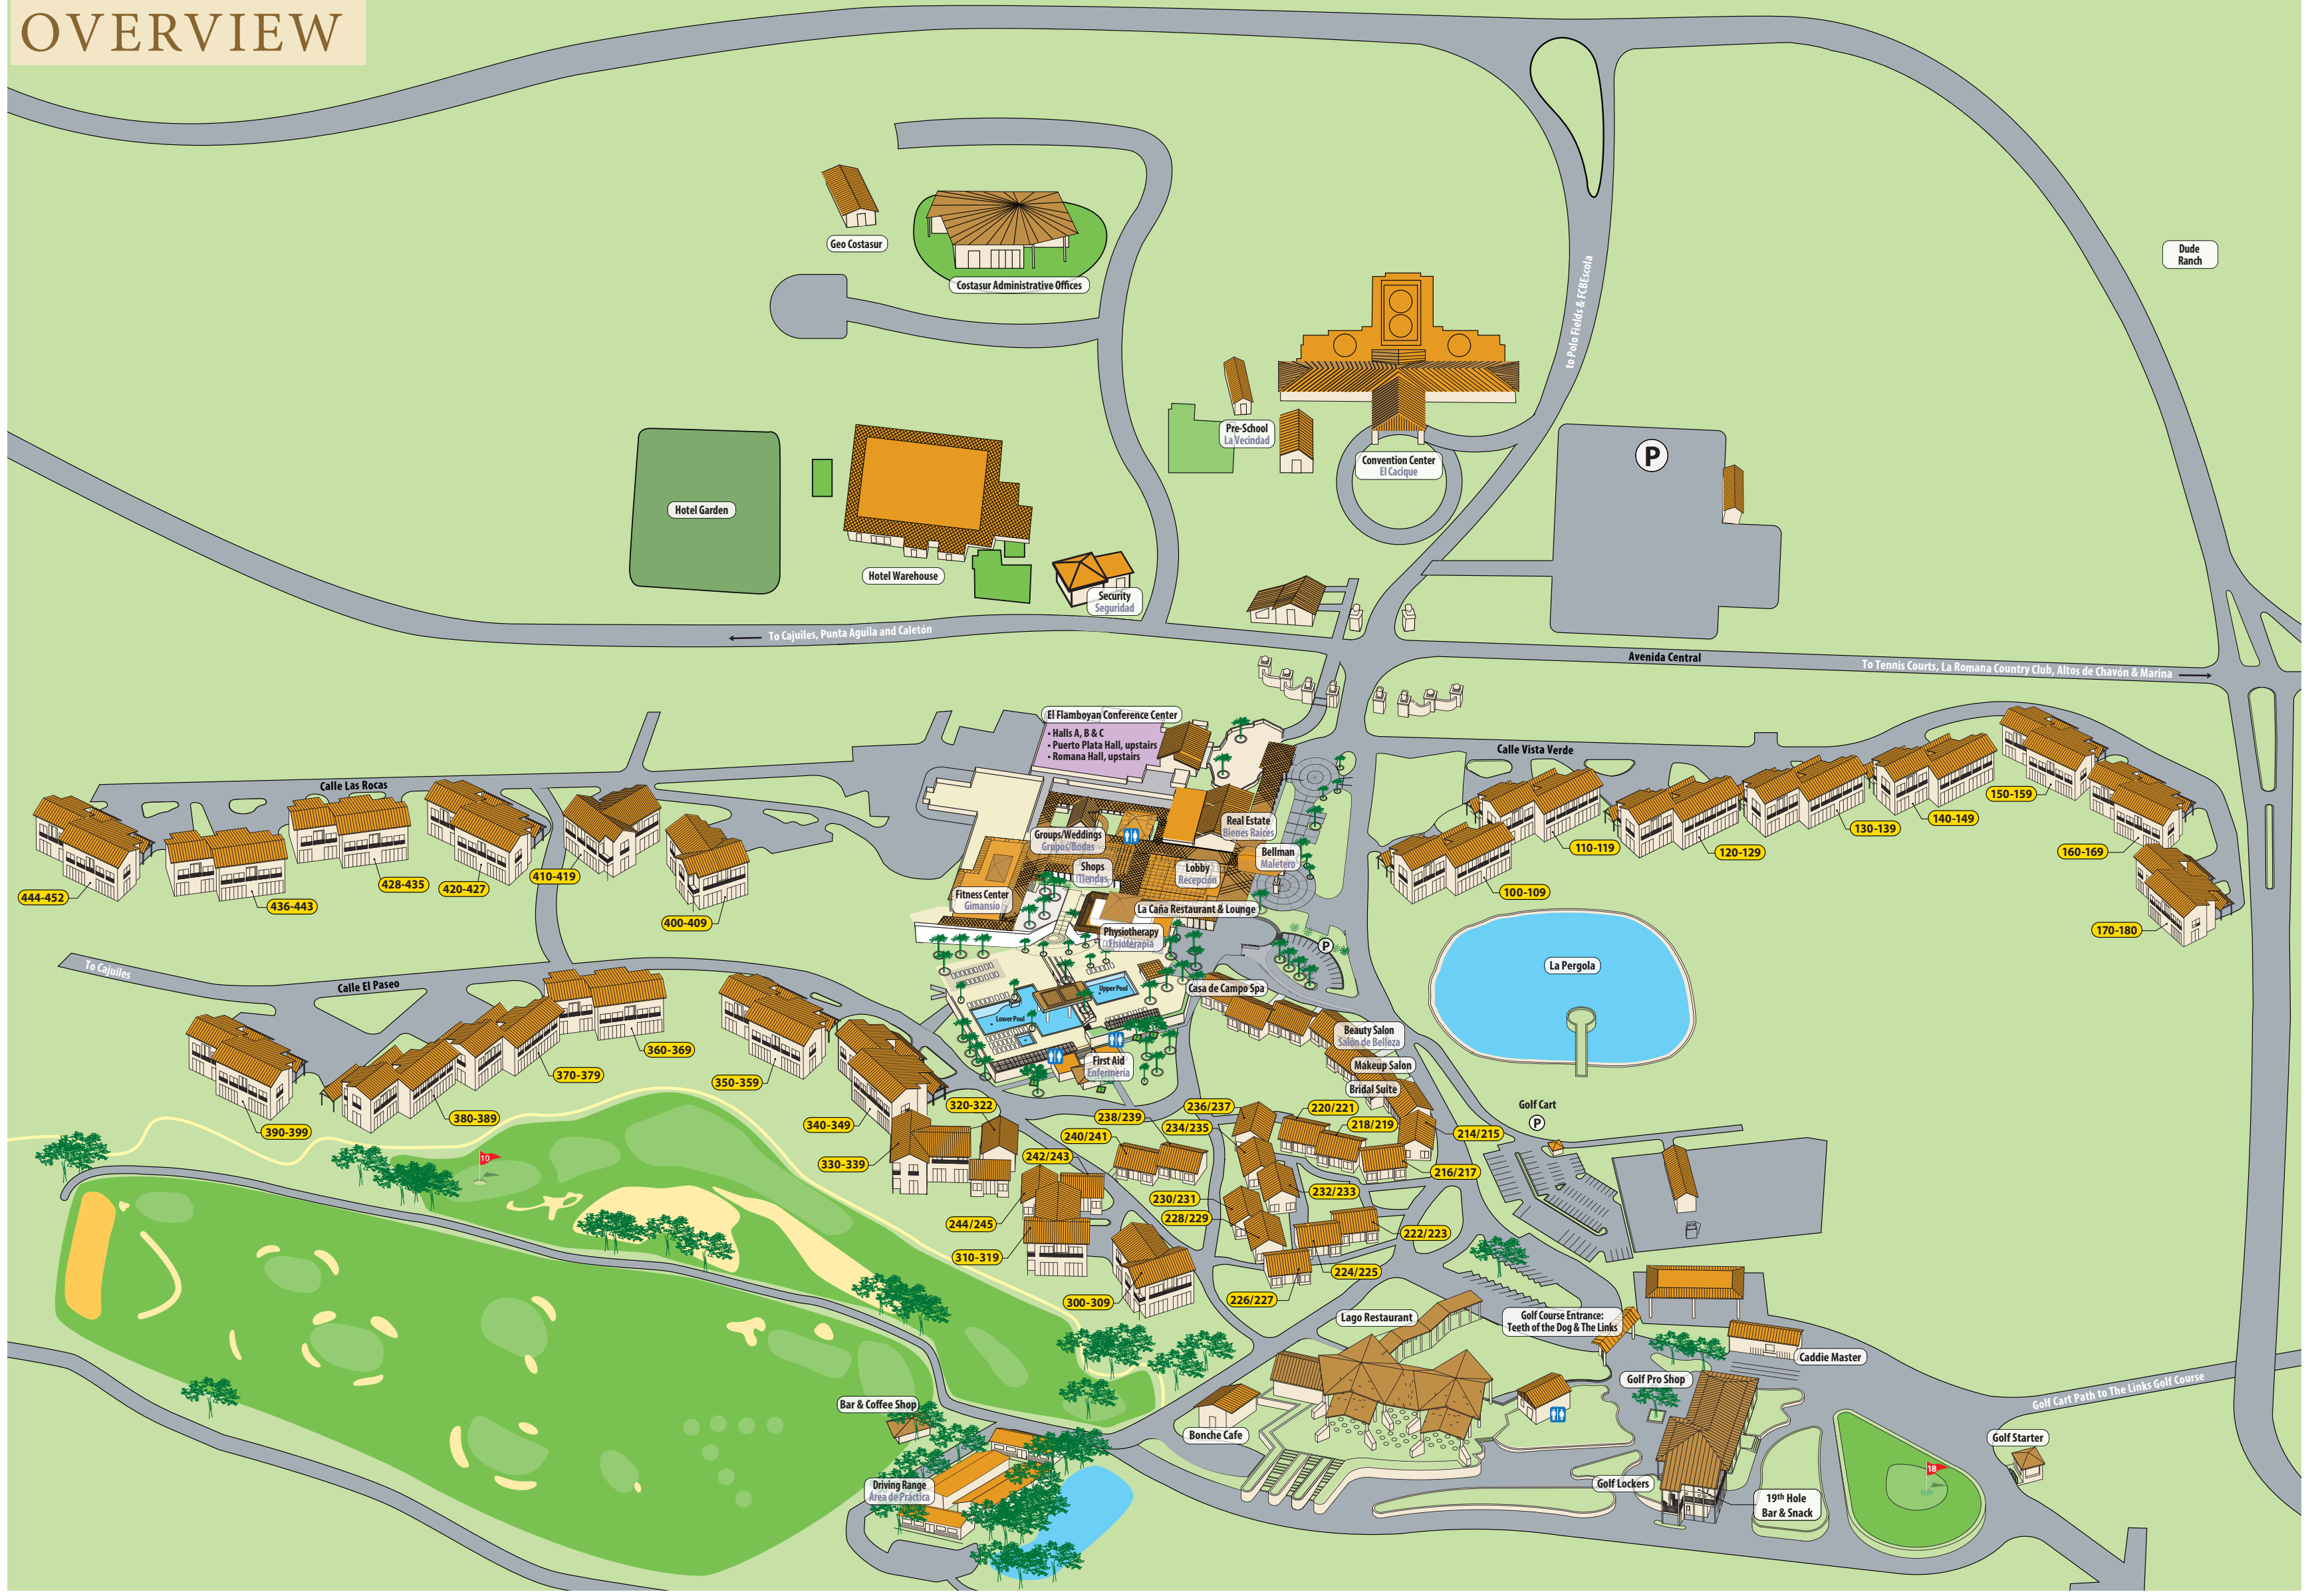 OVERVIEW
Geo Costasur
Costasur Administrative Offices
Dude
Ranch
to Polo Fields & FCBEscola
Pre-School
La Vecindad
Convention Center
El Cacique
P
Hotel Garden
Hotel Warehouse
Security
Seguridad
To Cajuiles, Punta Aguila and Caletón
Avenida Central
To Tennis Courts, La Romana Country Club, Altos de Chavón & Marina
El Flamboyan Conference Center
• Halls A, B & C
• Puerto Plata Hall, upstairs
• Romana Hall, upstairs
Calle Vista Verde
Calle Las Rocas
150-159
140-149
130-139
110-119
120-129
160-169
100-109
170-180
444-452
436-443
428-435
420-427
410-419
400-409
Groups/Weddings
Grupos/Bodas
Real Estate
Bienes Raices
Bellman
Maletero
Shops
Tiendas
Lobby
Recepción
Fitness Center
Gimansio
La Caña Restaurant & Lounge
Physiotherapy
Fisioterapia
P
La Pergola
To Cajuiles
Calle El Paseo
Upper Pool
Lower Pool
Casa de Campo Spa
Beauty Salon
Salón de Belleza
Makeup Salon
Bridal Suite
First Aid
Enfermería
360-369
370-379
350-359
380-389
390-399
340-349
320-322
330-339
Golf Cart
P
238/239
236/237
220/221
234/235
218/219
214/215
240/241
242/243
216/217
230/231
232/233
228/229
244/245
222/223
310-319
224/225
300-309
226/227
10
Lago Restaurant
Golf Course Entrance:
Teeth of the Dog & The Links
Caddie Master
Golf Pro Shop
Golf Cart Path to The Links Golf Course
Bar & Coffee Shop
Bonche Cafe
Golf Starter
18
Driving Range
Área de Práctica
Golf Lockers
19th Hole
Bar & Snack